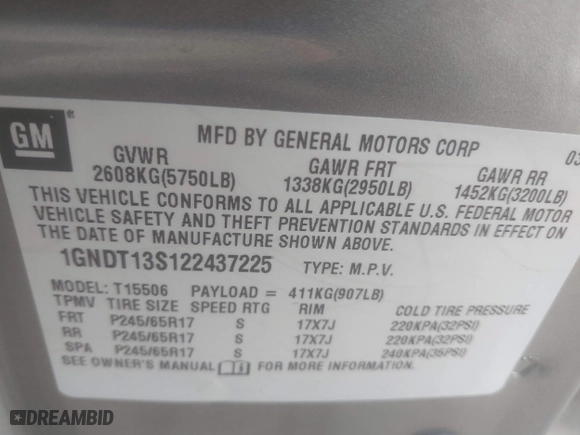 GM ®
MFD BY GENERAL MOTORS CORP 03
GVWR GAWR FRT GAWR RR
2608KG(5750LB) 1338KG(2950LB) 1452KG(3200LB)
THIS VEHICLE CONFORMS TO ALL APPLICABLE U.S. FEDERAL MOTOR
VEHICLE SAFETY AND THEFT PREVENTION STANDARDS IN EFFECT ON
THE DATE OF MANUFACTURE SHOWN ABOVE.
1GNDT13S122437225 TYPE: M.P.V.
MODEL: T15506 PAYLOAD = 411KG(907LB)
TPMV TIRE SIZE SPEED RTG RIM COLD TIRE PRESSURE
FRT P245/65R17 S 17X7J 220KPA(32PSI)
RR P245/65R17 S 17X7J 220KPA(32PSI)
SPA P245/65R17 S 17X7J 240KPA(35PSI)
SEE OWNER'S MANUAL FOR MORE INFORMATION.
DREAMBID